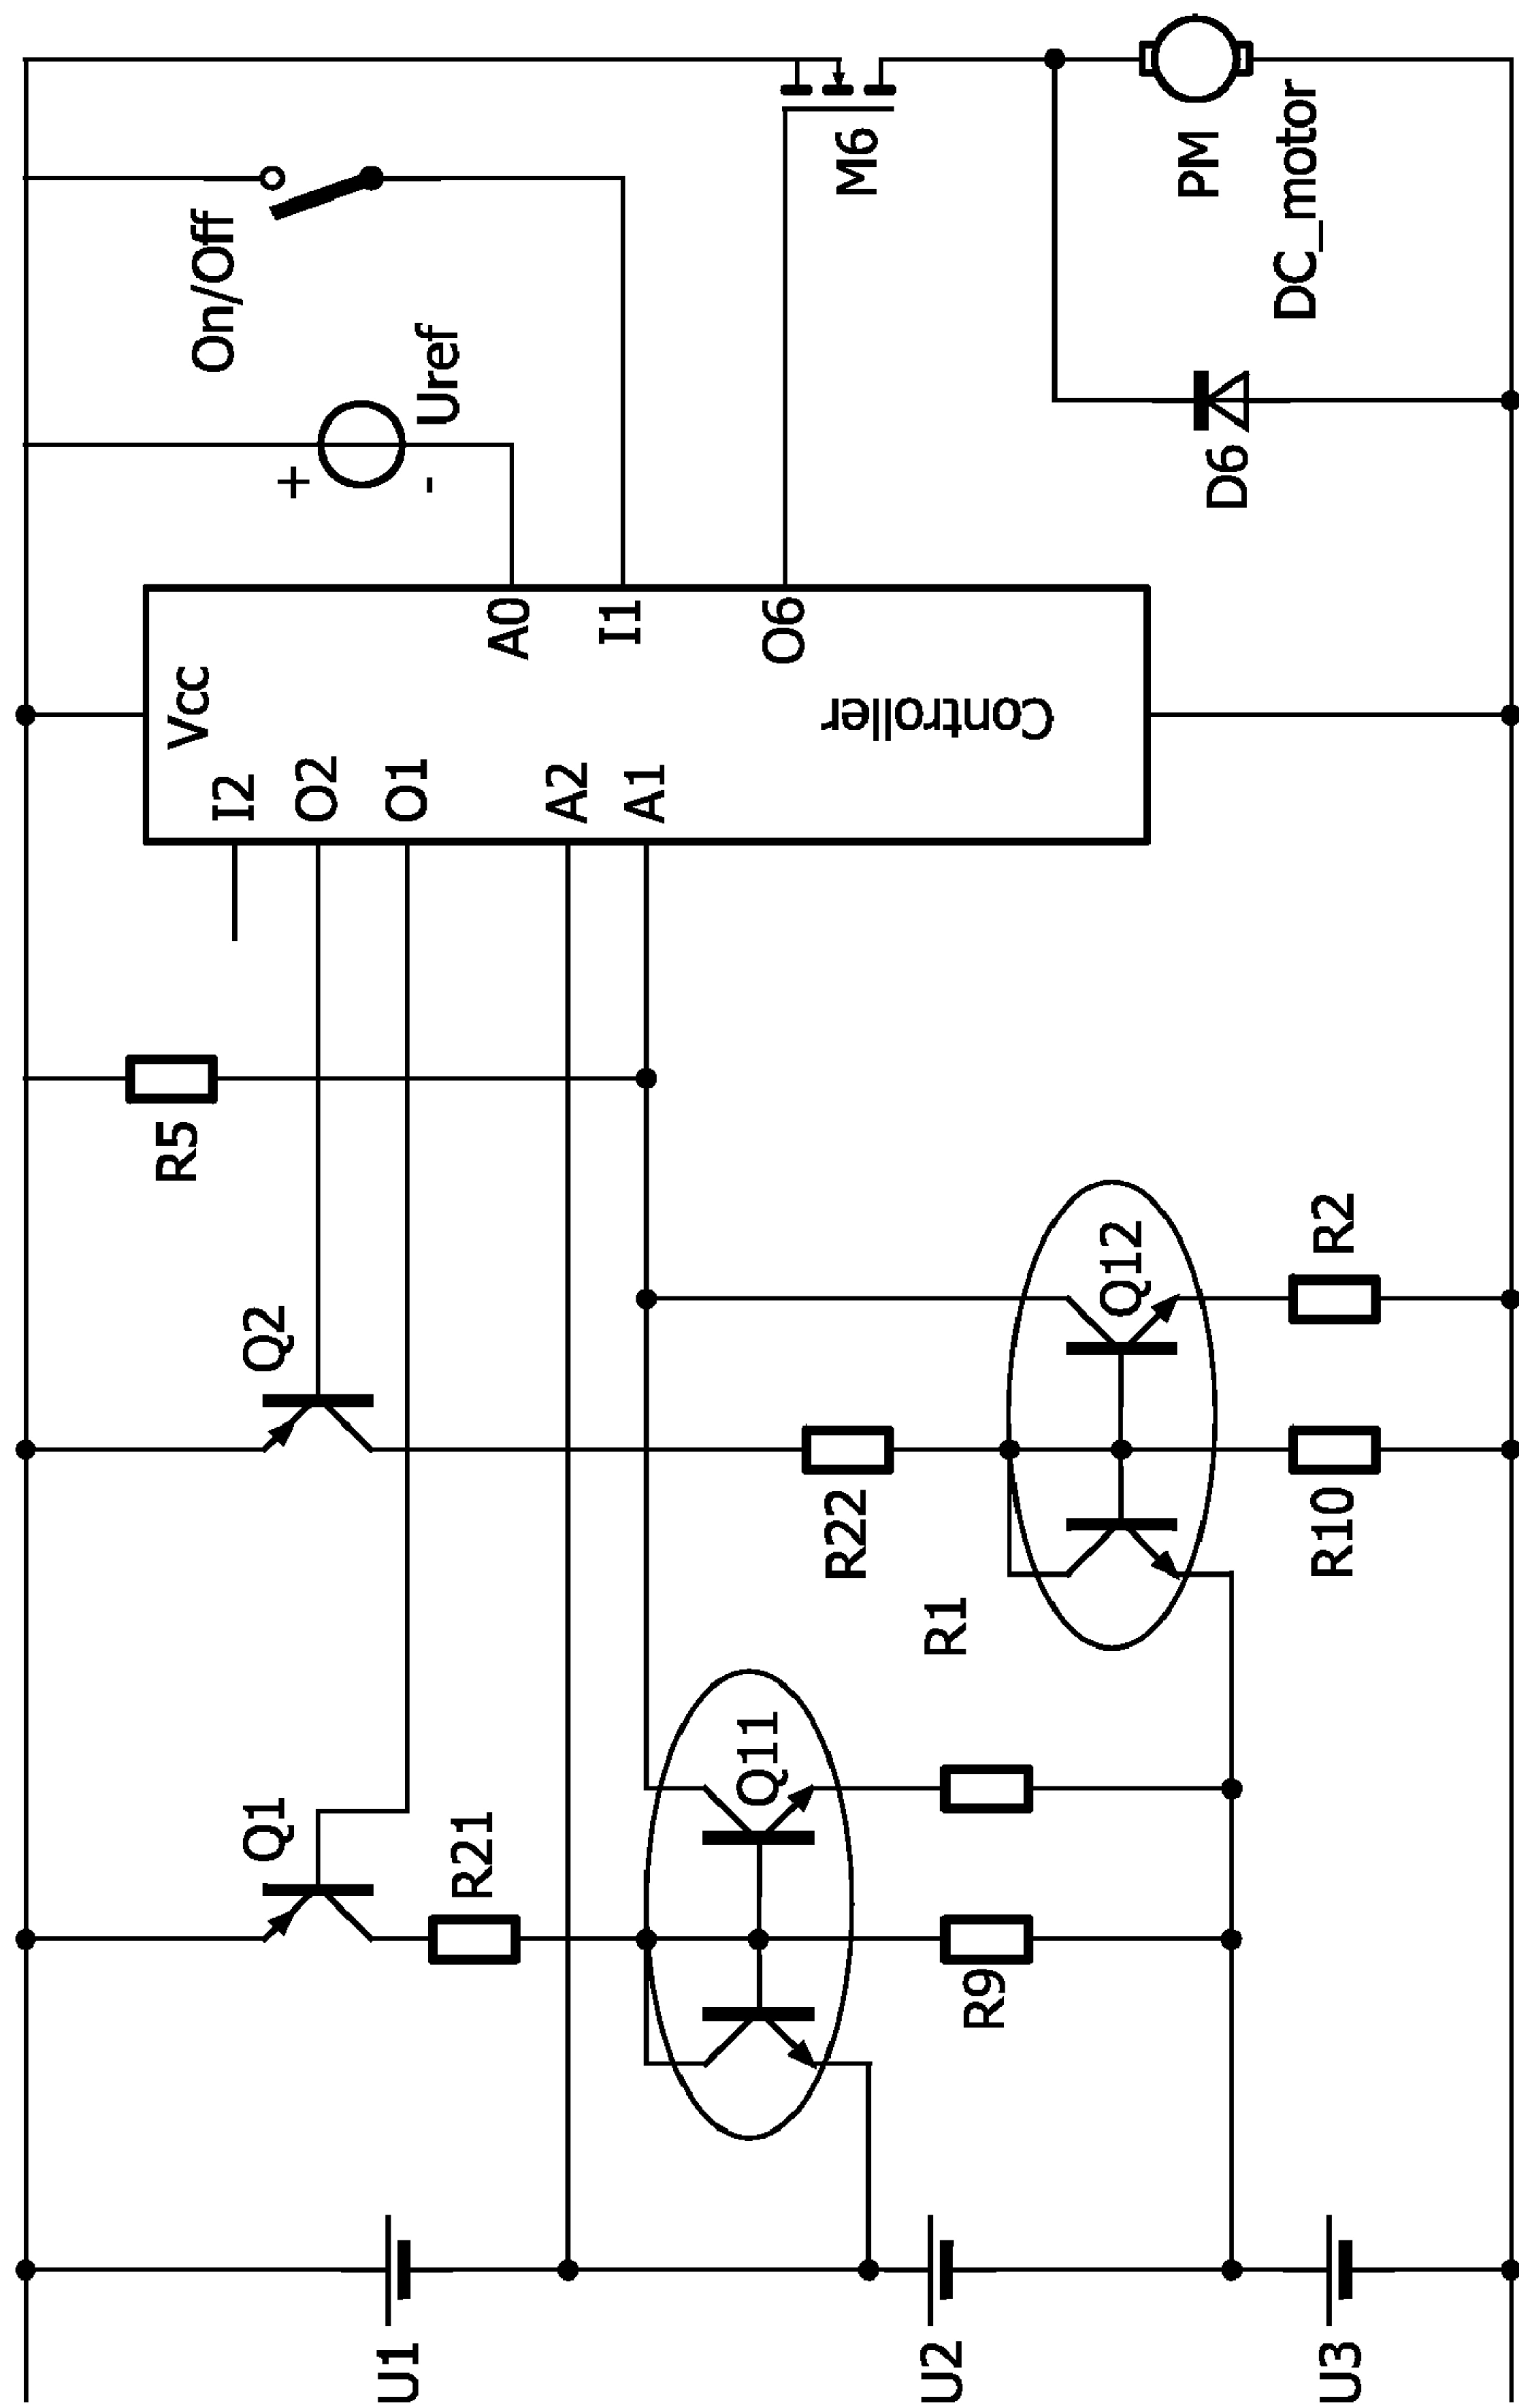 On/Off
+
-
Uref
M6
PM
DC_motor
D6
Vcc
I2
O2
O1
A2
A1
A0
I1
O6
Controller
R5
Q2
Q12
R2
R22
R10
R1
Q1
R21
Q11
R9
U1
U2
U3